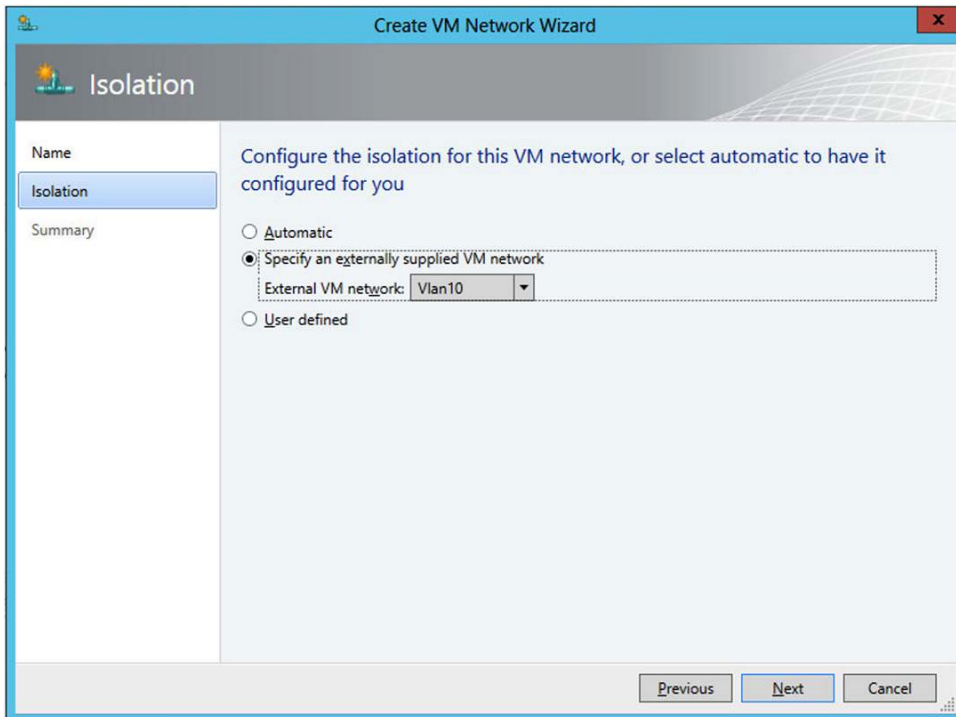 Create VM Network Wizard
x
Isolation
Name
Isolation
Summary
Configure the isolation for this VM network, or select automatic to have it
configured for you
Automatic
Specify an externally supplied VM network
External VM network: Vlan10
User defined
Previous Next Cancel